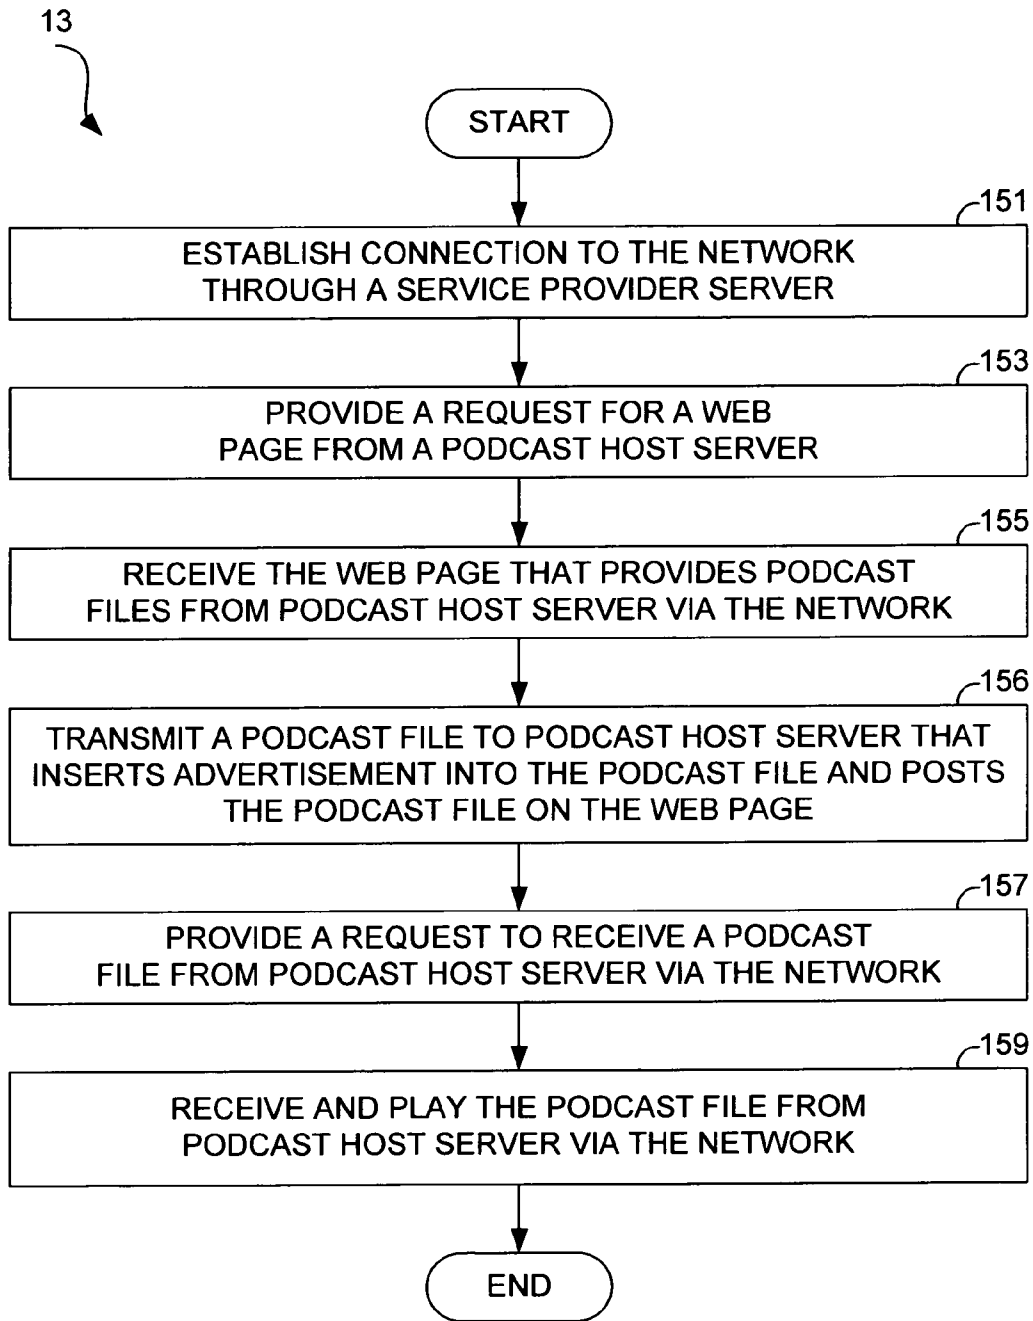 13
START
151
ESTABLISH CONNECTION TO THE NETWORK
THROUGH A SERVICE PROVIDER SERVER
153
PROVIDE A REQUEST FOR A WEB
PAGE FROM A PODCAST HOST SERVER
155
RECEIVE THE WEB PAGE THAT PROVIDES PODCAST
FILES FROM PODCAST HOST SERVER VIA THE NETWORK
156
TRANSMIT A PODCAST FILE TO PODCAST HOST SERVER THAT
INSERTS ADVERTISEMENT INTO THE PODCAST FILE AND POSTS
THE PODCAST FILE ON THE WEB PAGE
157
PROVIDE A REQUEST TO RECEIVE A PODCAST
FILE FROM PODCAST HOST SERVER VIA THE NETWORK
159
RECEIVE AND PLAY THE PODCAST FILE FROM
PODCAST HOST SERVER VIA THE NETWORK
END